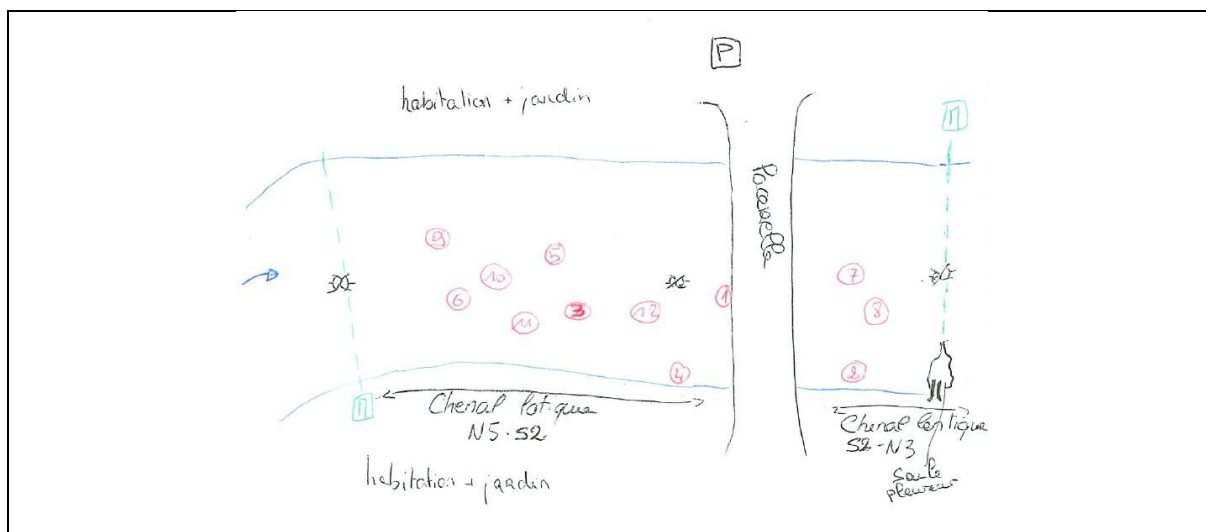 P
habitation + jardin
Π
Passerelle
9
5
7
10
6
1
3
12
8
11
4
2
Π
Chenal lotique
N5-S2
Chenal lentique
S2-N3
Saule
pleureur
habitation + jardin